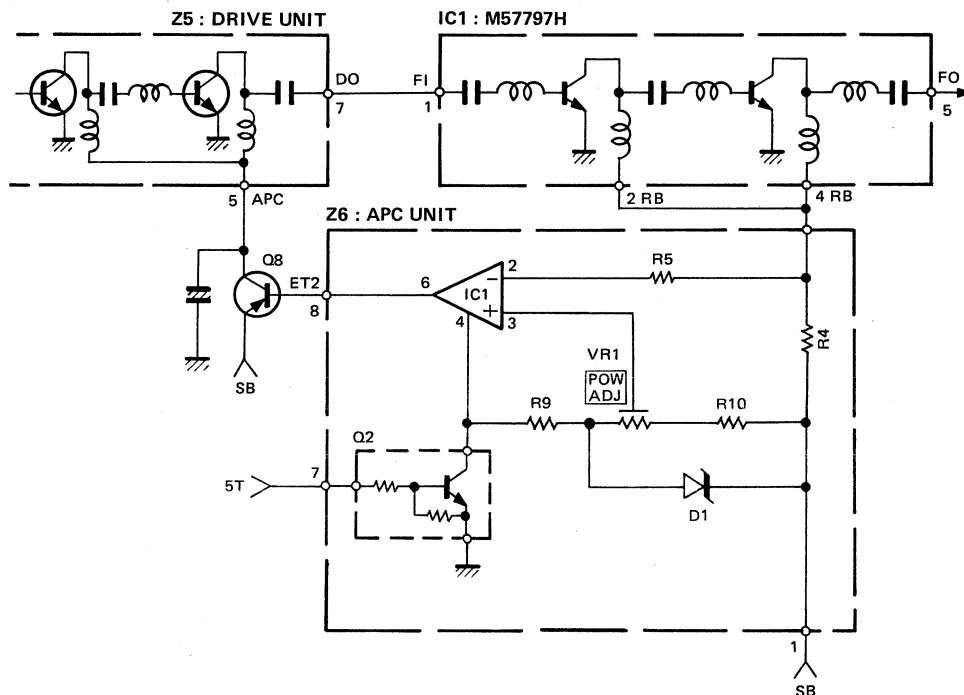 Z5 : DRIVE UNIT
IC1 : M57797H
DO
7
FI
1
FO
5
5 APC
2 RB
4 RB
Z6 : APC UNIT
Q8
ET2
8
6
IC1
4
2
3
R5
R4
VR1
POW
ADJ
R9
R10
SB
Q2
7
5T
D1
1
SB